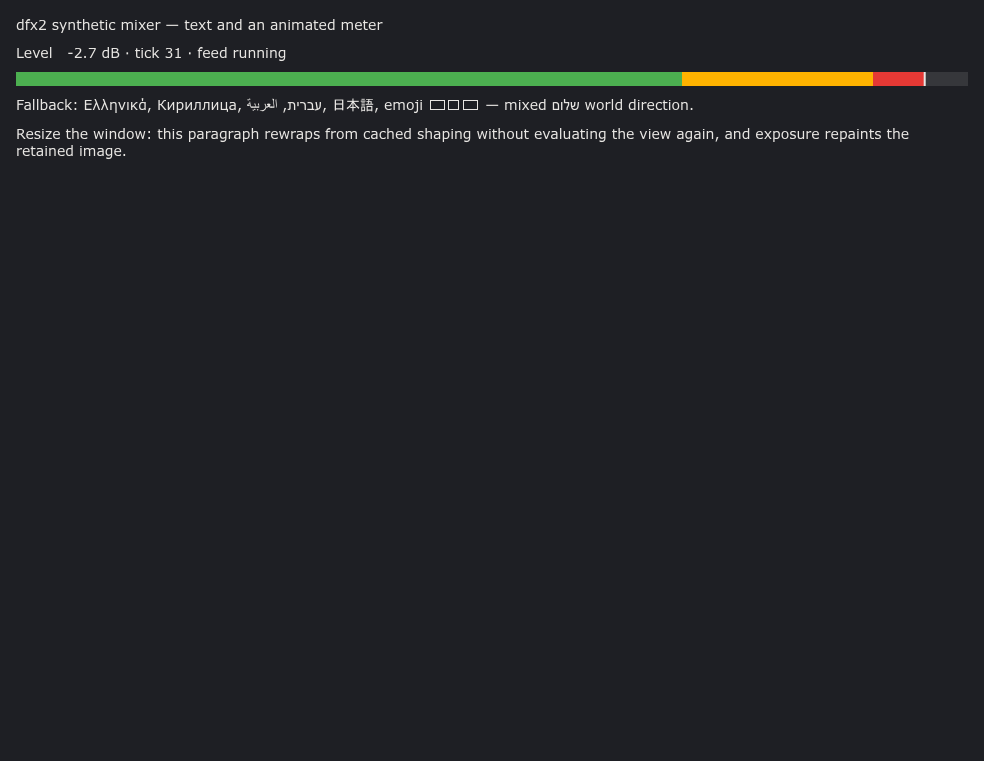 dfx2 synthetic mixer — text and an animated meter
Level -2.7 dB · tick 31 · feed running
Fallback: Ελληνικά, Кириллица, עברית, العربية, 日本語, emoji — mixed שלום world direction.
Resize the window: this paragraph rewraps from cached shaping without evaluating the view again, and exposure repaints the
retained image.